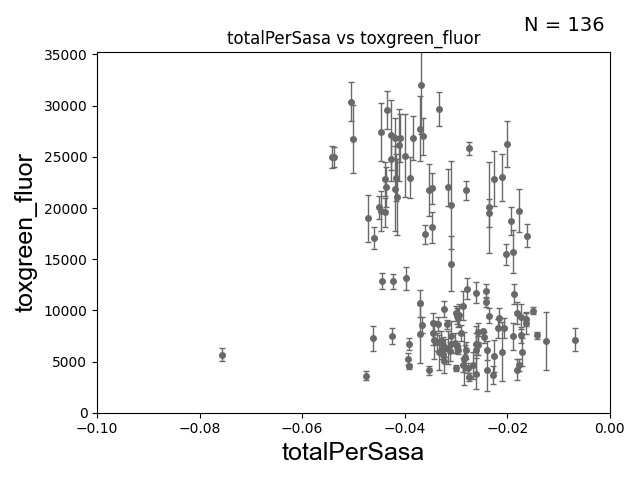 N = 136
totalPerSasa vs toxgreen_fluor
toxgreen_fluor
35000
30000
25000
20000
15000
10000
5000
0
−0.10 −0.08 −0.06 −0.04 −0.02 0.00
totalPerSasa